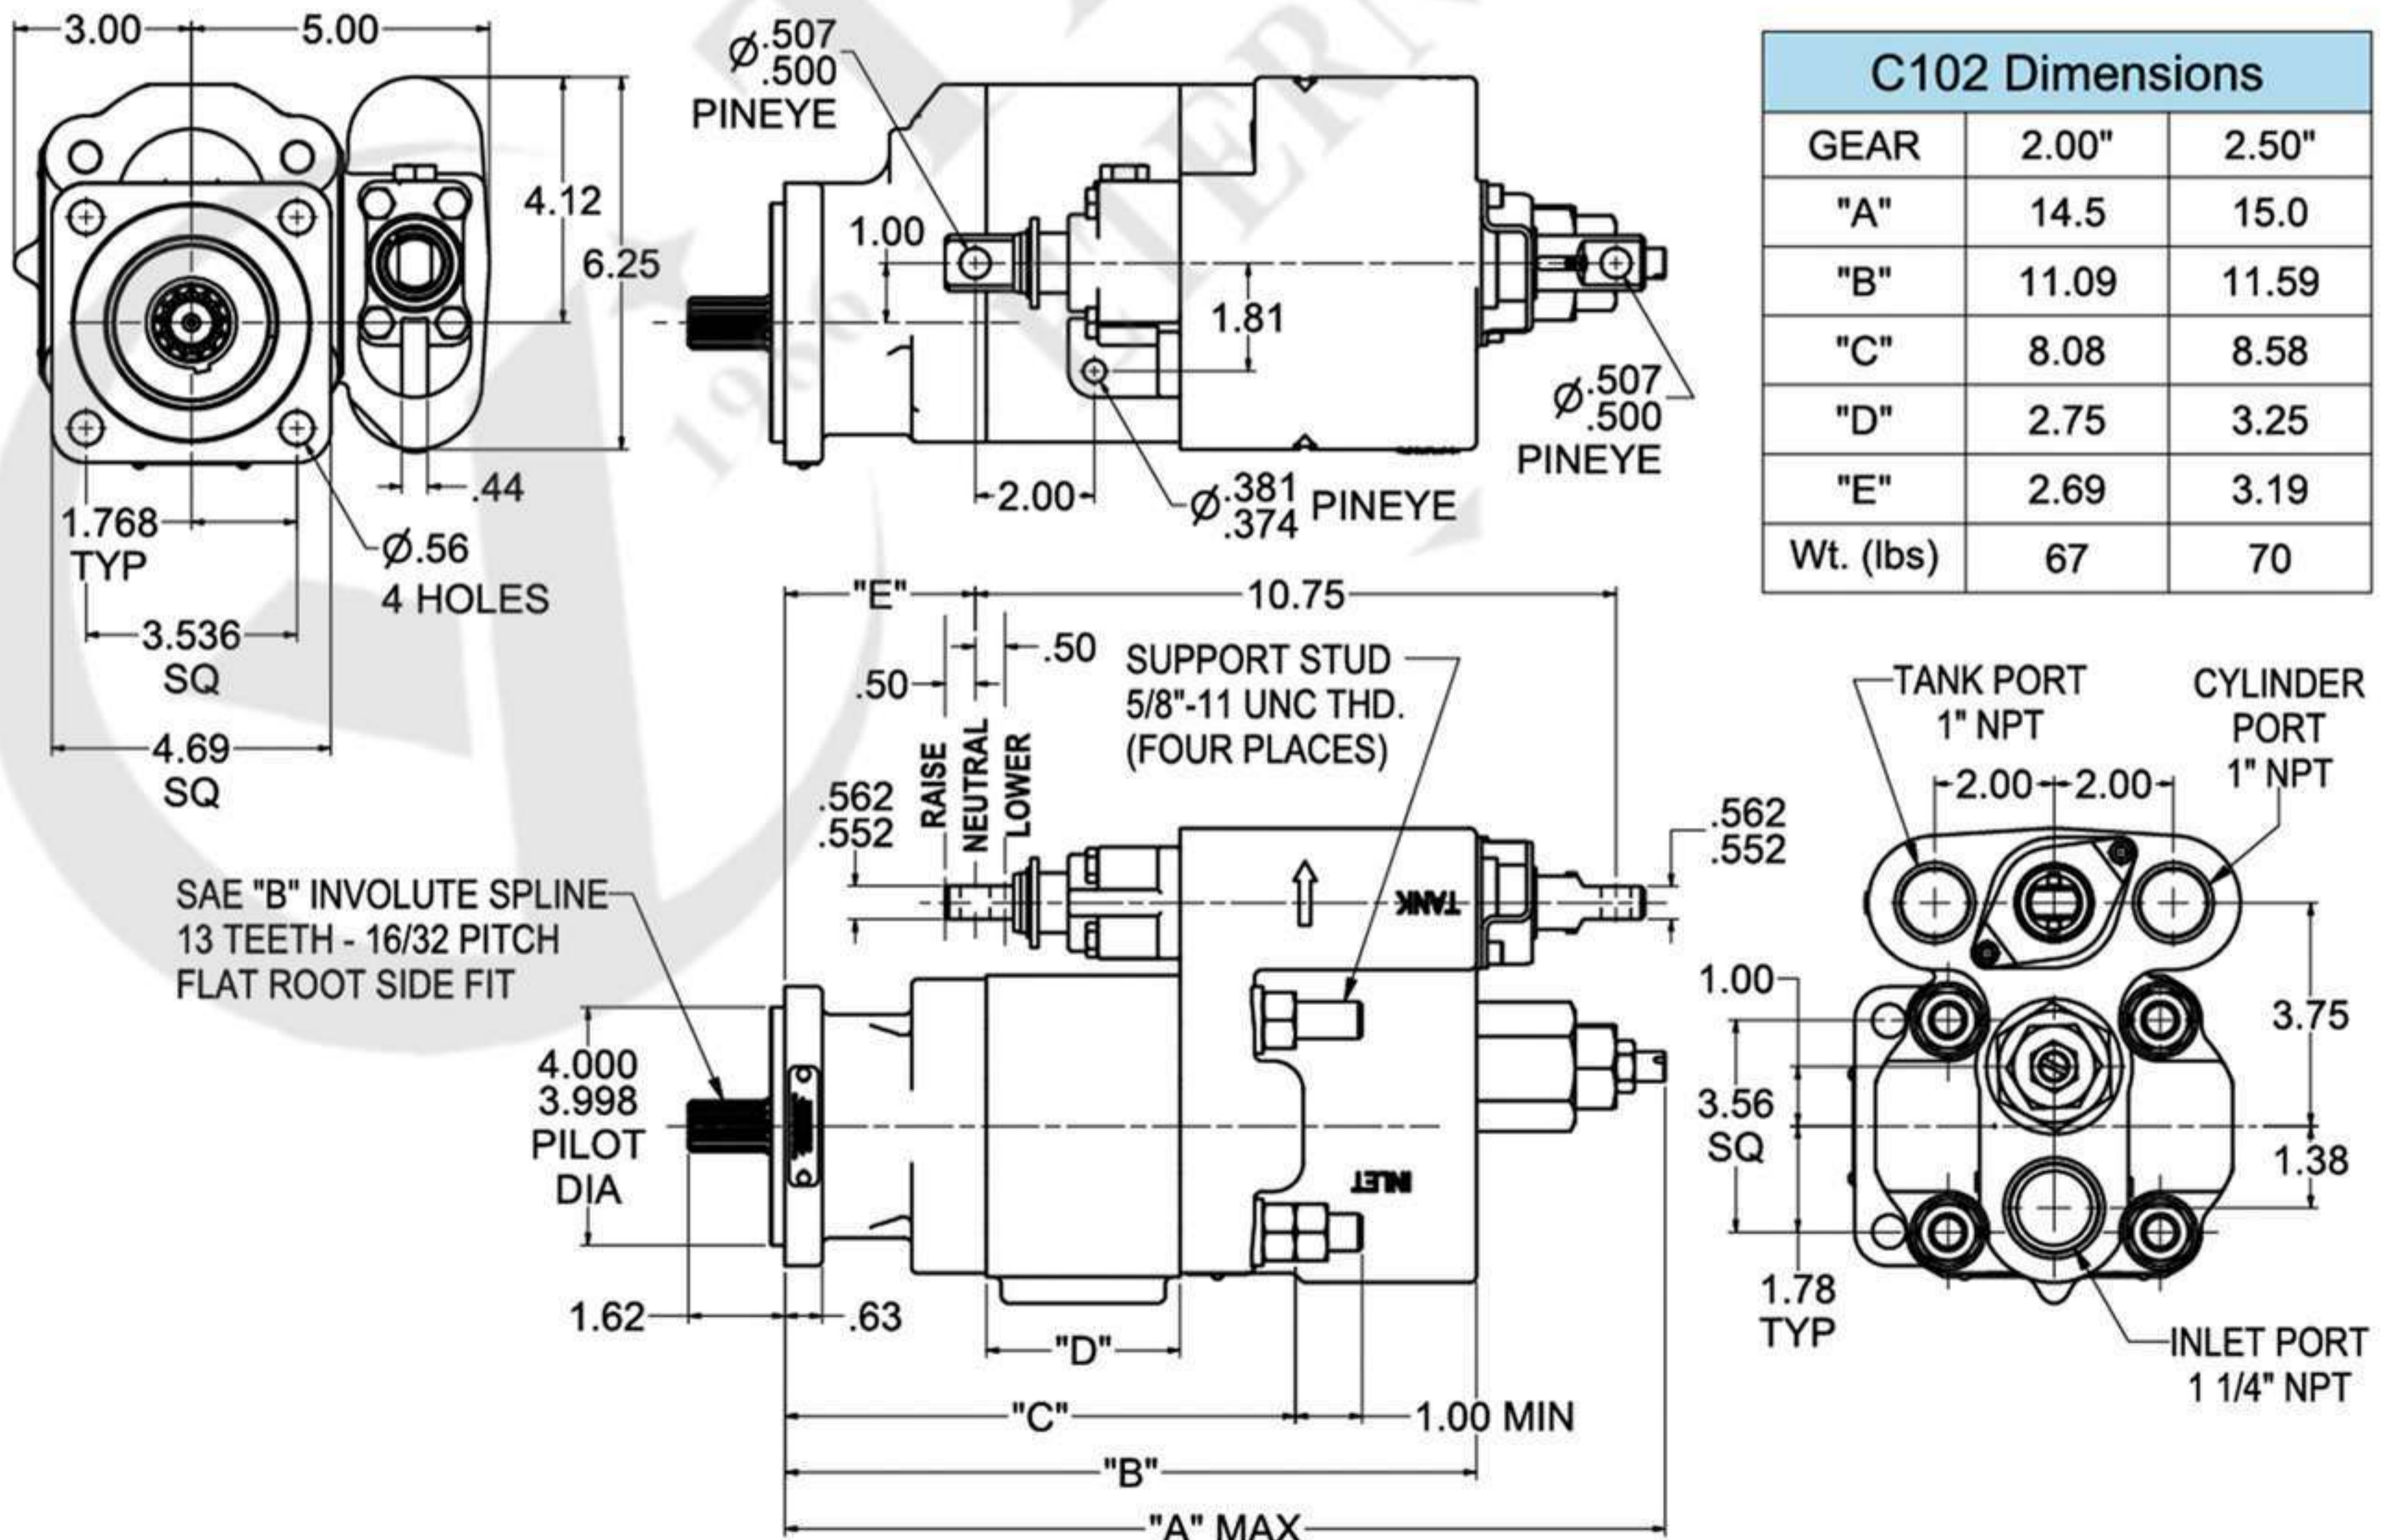 3.00
5.00
4.12
6.25
.44
1.768
TYP
Ø.56
4 HOLES
3.536
SQ
4.69
SQ
Ø.507
.500
PINEYE
1.00
1.81
2.00
Ø.381
.374
PINEYE
Ø.507
.500
PINEYE
1966
C102 Dimensions
GEAR 2.00" 2.50"
"A" 14.5 15.0
"B" 11.09 11.59
"C" 8.08 8.58
"D" 2.75 3.25
"E" 2.69 3.19
Wt. (lbs) 67 70
"E"
10.75
.50
.50
RAISE
NEUTRAL
LOWER
SUPPORT STUD
5/8"-11 UNC THD.
(FOUR PLACES)
.562
.552
.562
.552
SAE "B" INVOLUTE SPLINE
13 TEETH - 16/32 PITCH
FLAT ROOT SIDE FIT
4.000
3.998
PILOT
DIA
TANK
INLET
1.62
.63
"D"
"C"
1.00 MIN
"B"
"A" MAX
TANK PORT
1" NPT
CYLINDER
PORT
1" NPT
2.00
2.00
1.00
3.56
SQ
3.75
1.38
1.78
TYP
INLET PORT
1 1/4" NPT